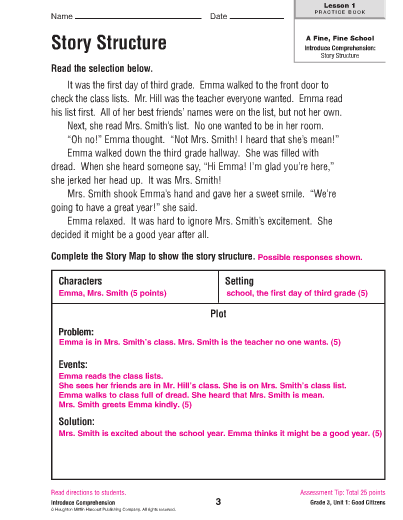 Name
Date
Lesson 1
PRACTICE BOOK
A Fine, Fine School
Introduce Comprehension:
Story Structure
Story Structure
Read the selection below.
It was the first day of third grade. Emma walked to the front door to
check the class lists. Mr. Hill was the teacher everyone wanted. Emma read
his list first. All of her best friends' names were on the list, but not her own.
Next, she read Mrs. Smith's list. No one wanted to be in her room.
"Oh no!" Emma thought. "Not Mrs. Smith! I heard that she's mean!"
Emma walked down the third grade hallway. She was filled with
dread. When she heard someone say, "Hi Emma! I'm glad you're here,"
she jerked her head up. It was Mrs. Smith!
Mrs. Smith shook Emma's hand and gave her a sweet smile. "We're
going to have a great year!" she said.
Emma relaxed. It was hard to ignore Mrs. Smith's excitement. She
decided it might be a good year after all.
Complete the Story Map to show the story structure. Possible responses shown.
Characters
Emma, Mrs. Smith (5 points)
Setting
school, the first day of third grade (5)
Plot
Problem:
Emma is in Mrs. Smith's class. Mrs. Smith is the teacher no one wants. (5)
Events:
Emma reads the class lists.
She sees her friends are in Mr. Hill's class. She is on Mrs. Smith's class list.
Emma walks to class full of dread. She heard that Mrs. Smith is mean.
Mrs. Smith greets Emma kindly. (5)
Solution:
Mrs. Smith is excited about the school year. Emma thinks it might be a good year. (5)
Read directions to students.
Assessment Tip: Total 25 points
Introduce Comprehension
3
Grade 3, Unit 1: Good Citizens
© Houghton Mifflin Harcourt Publishing Company. All rights reserved.